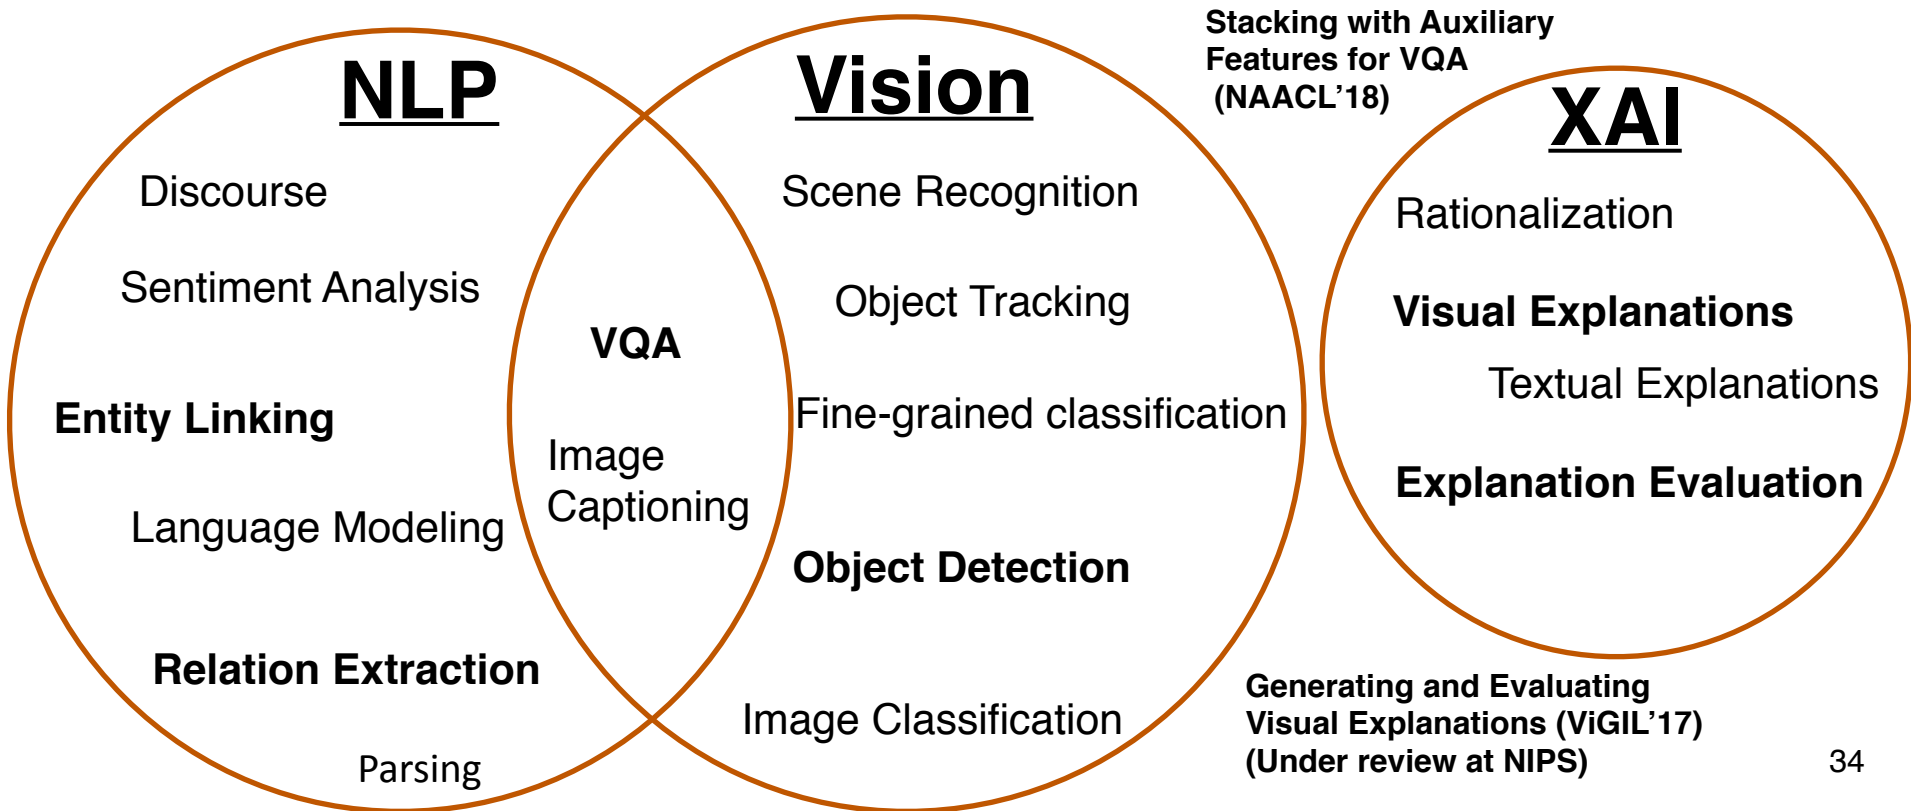 NLP
Discourse
Sentiment Analysis
Entity Linking
Language Modeling
Relation Extraction
Parsing
VQA
Image
Captioning
Vision
Scene Recognition
Object Tracking
Fine-grained classification
Object Detection
Image Classification
Stacking with Auxiliary
Features for VQA
(NAACL'18)
XAI
Rationalization
Visual Explanations
Textual Explanations
Explanation Evaluation
Generating and Evaluating
Visual Explanations (ViGIL'17)
(Under review at NIPS)
34